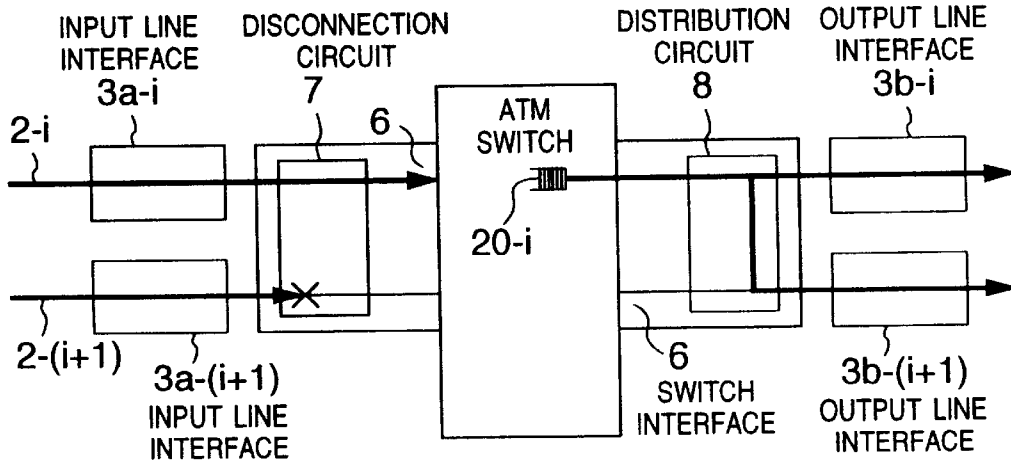 INPUT LINE
INTERFACE
3a-i
DISCONNECTION
CIRCUIT
7
DISTRIBUTION
CIRCUIT
8
OUTPUT LINE
INTERFACE
3b-i
2-i
6
ATM
SWITCH
20-i
2-(i+1)
3a-(i+1)
INPUT LINE
INTERFACE
6
SWITCH
INTERFACE
3b-(i+1)
OUTPUT LINE
INTERFACE